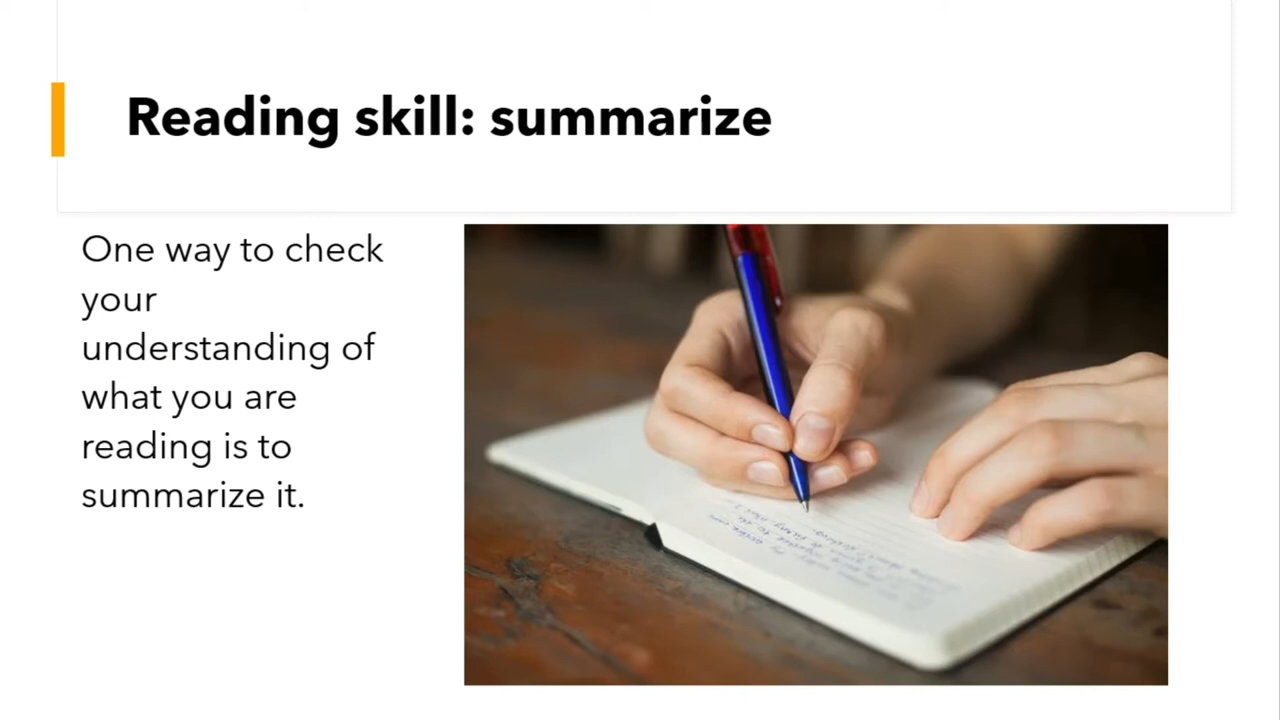 Reading skill: summarize
One way to check
your
understanding of
what you are
reading is to
summarize it.